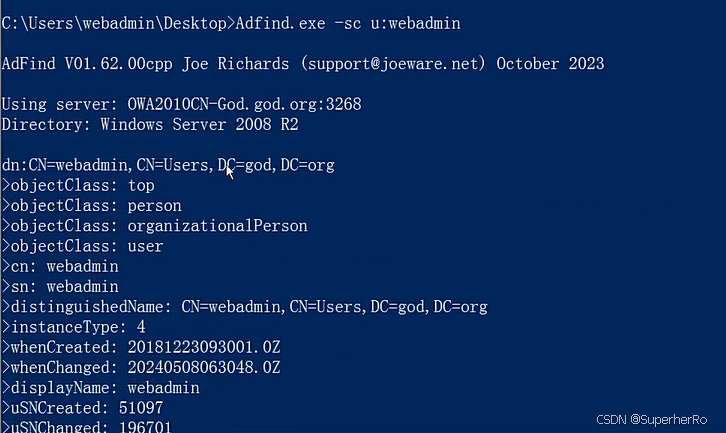 C:\Users\webadmin\Desktop>Adfind.exe -sc u:webadmin
AdFind V01.62.00cpp Joe Richards (support@joeware.net) October 2023
Using server: OWA2010CN-God.god.org:3268
Directory: Windows Server 2008 R2
dn:CN=webadmin,CN=Users,DC=god,DC=org
>objectClass: top
>objectClass: person
>objectClass: organizationalPerson
>objectClass: user
>cn: webadmin
>sn: webadmin
>distinguishedName: CN=webadmin,CN=Users,DC=god,DC=org
>instanceType: 4
>whenCreated: 20181223093001.0Z
>whenChanged: 20240508063048.0Z
>displayName: webadmin
>uSNCreated: 51097
>uSNChanged: 196701
CSDN @SuperherRo